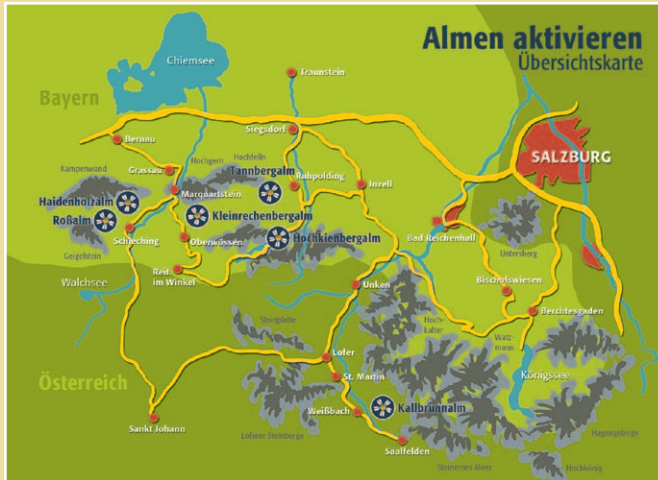 Almen aktivieren
Übersichtskarte
Chiemsee
Traunstein
Bayern
Siegsdorf
Bernau
SALZBURG
Grassau
Hochgern
Hochfelln
Kampenwand
Tannbergalm
Ruhpolding
Inzell
Marquartstein
Haidenholzalm
Roßalm
Kleinrechenbergalm
Bad Reichenhall
Schleching
Oberwössen
Hochkienbergalm
Untersberg
Geigelstein
Reit
im Winkel
Walchsee
Unken
Bischofswiesen
Berchtesgaden
Hoch-
kalter
Steinplatte
Watz-
mann
Lofer
Königssee
Österreich
St. Martin
Kallbrunnalm
Weißbach
Sankt Johann
Loferer Steinberge
Saalfelden
Hagengebirge
Steinernes Meer
Hochkönig